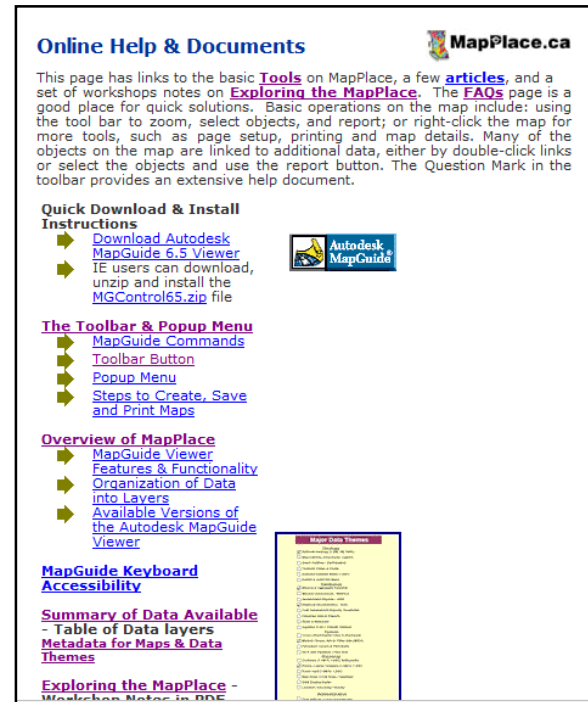 Online Help & Documents
MapPlace.ca
This page has links to the basic Tools on MapPlace, a few articles, and a
set of workshops notes on Exploring the MapPlace. The FAQs page is a
good place for quick solutions. Basic operations on the map include: using
the tool bar to zoom, select objects, and report; or right-click the map for
more tools, such as page setup, printing and map details. Many of the
objects on the map are linked to additional data, either by double-click links
or select the objects and use the report button. The Question Mark in the
toolbar provides an extensive help document.
Quick Download & Install
Instructions
Download Autodesk
MapGuide 6.5 Viewer
IE users can download,
unzip and install the
MGControl65.zip file
Autodesk
MapGuide®
The Toolbar & Popup Menu
MapGuide Commands
Toolbar Button
Popup Menu
Steps to Create, Save
and Print Maps
Overview of MapPlace
MapGuide Viewer
Features & Functionality
Organization of Data
into Layers
Available Versions of
the Autodesk MapGuide
Viewer
MapGuide Keyboard
Accessibility
Summary of Data Available
- Table of Data layers
Metadata for Maps & Data
Themes
Exploring the MapPlace -
Workshop Notes in PDF
Major Data Themes